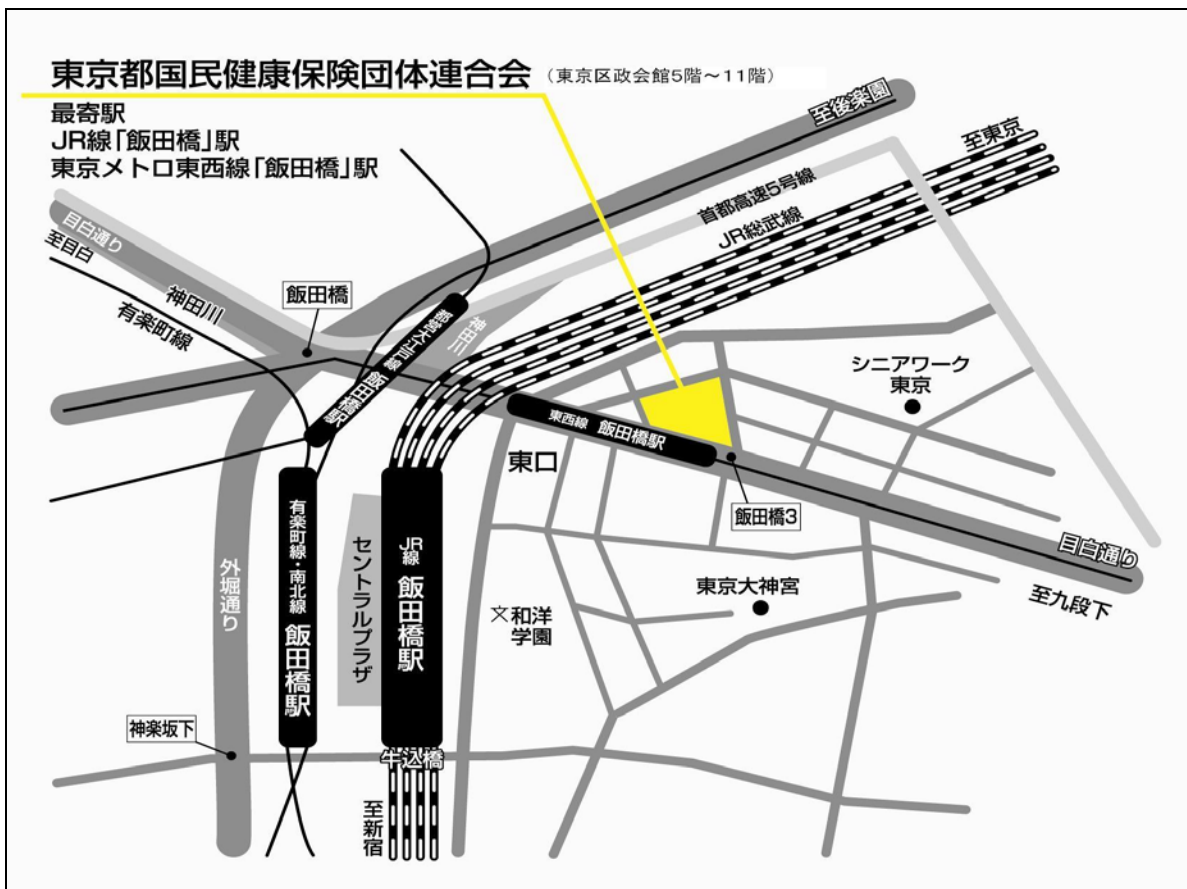 東京都国民健康保険団体連合会（東京区政会館5階～11階）
最寄駅
JR線「飯田橋」駅
東京メトロ東西線「飯田橋」駅
至後楽園
至東京
首都高速5号線
JR総武線
目白通り
至目白
神田川
有楽町線
飯田橋
神田川
都営大江戸線 飯田橋駅
シニアワーク
東京
東西線 飯田橋駅
東口
飯田橋3
目白通り
至九段下
有楽町線・南北線 飯田橋駅
セントラルプラザ
JR線 飯田橋駅
外堀通り
東京大神宮
文和洋
学園
神楽坂下
牛込橋
至新宿